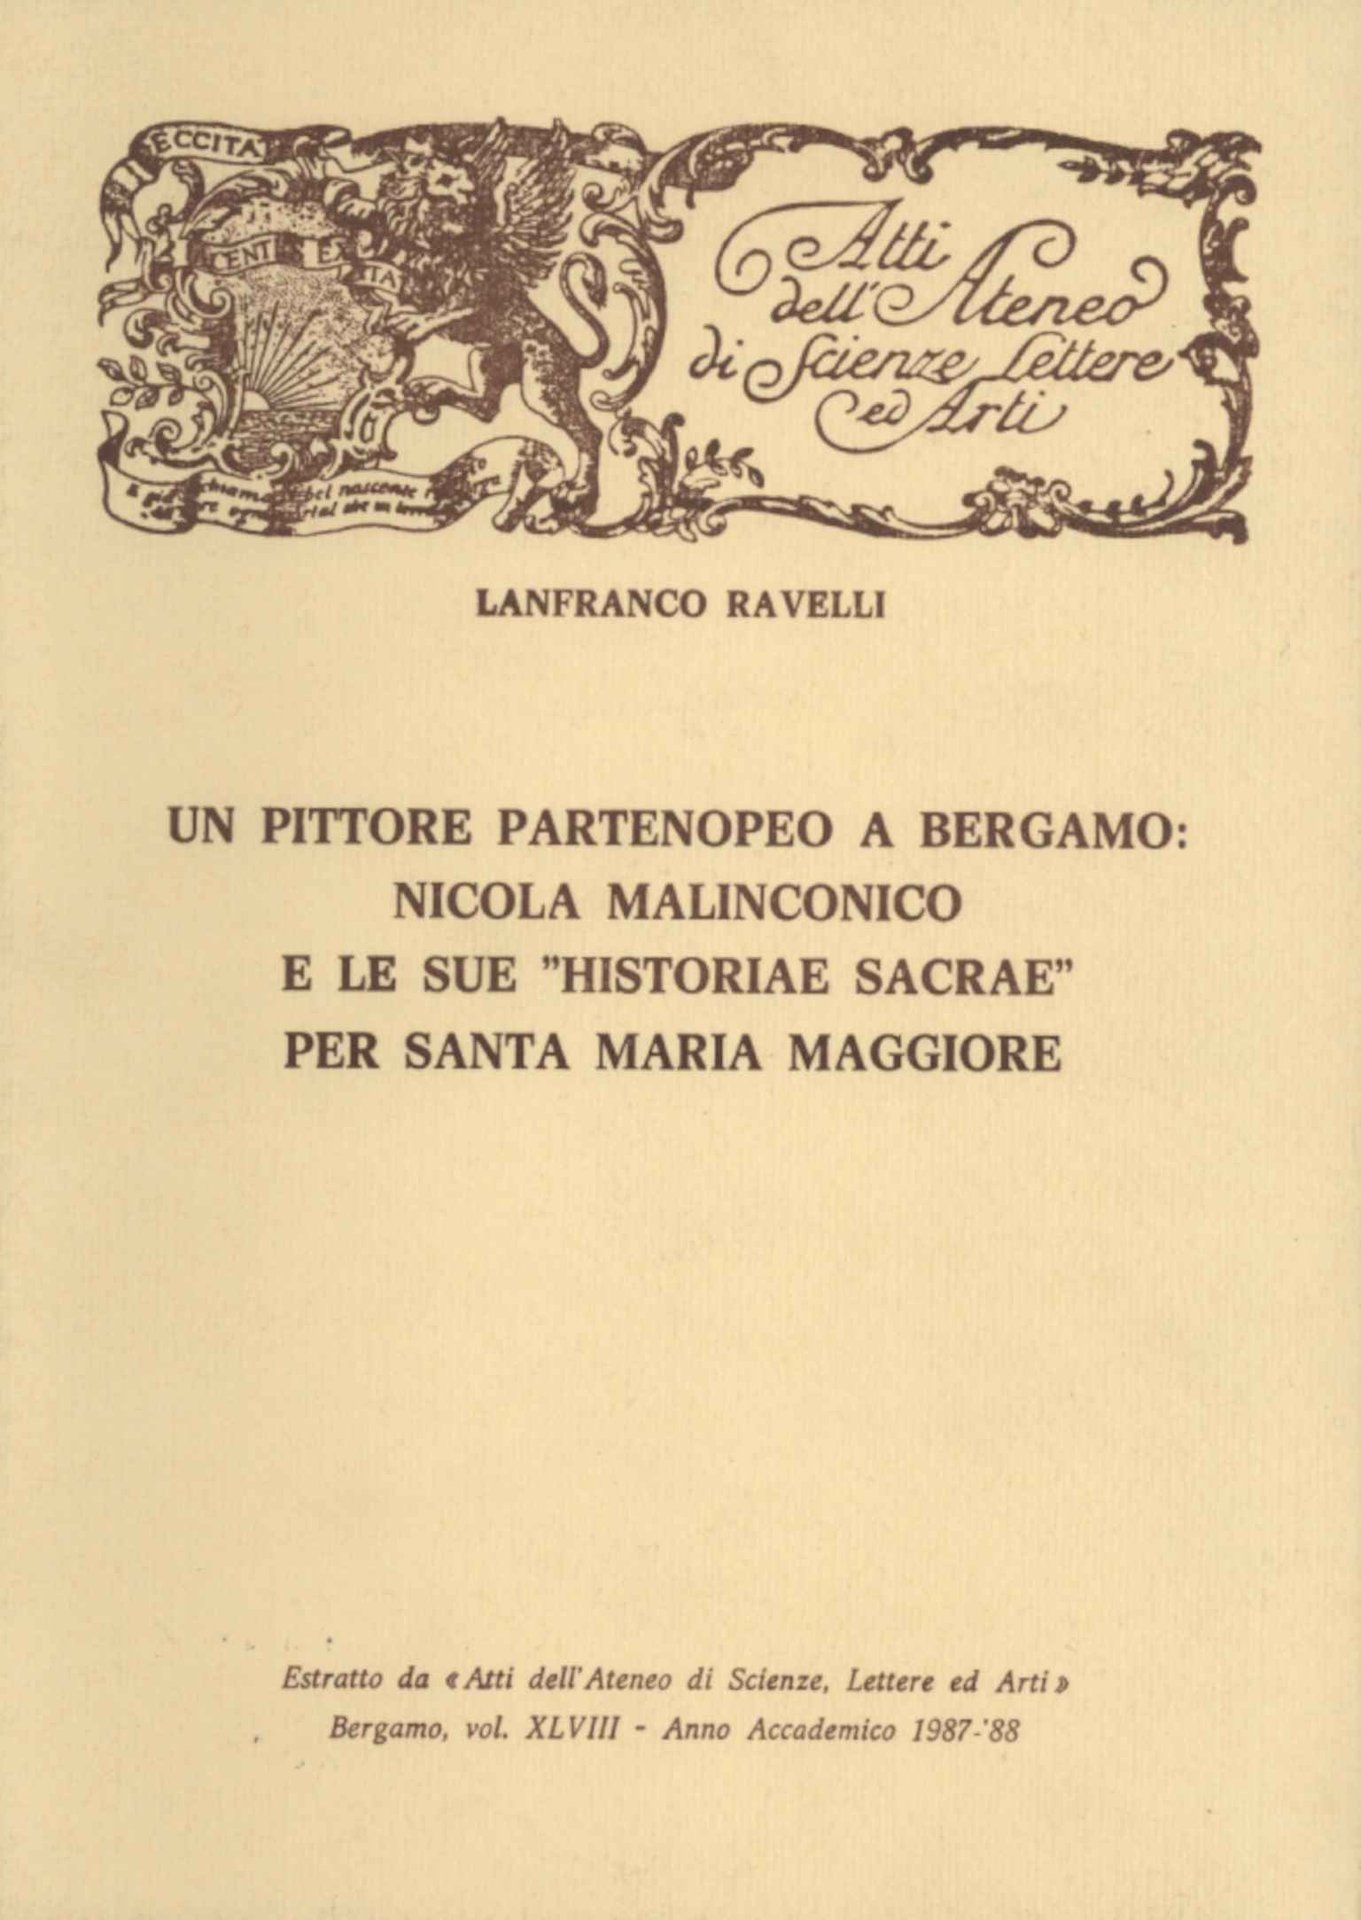 ECCITA
Atti
dell'Ateneo
di Scienze Lettere
ed Arti
bel nascente
LANFRANCO RAVELLI
UN PITTORE PARTENOPEO A BERGAMO:
NICOLA MALINCONICO
E LE SUE ”HISTORIAE SACRAE”
PER SANTA MARIA MAGGIORE
Estratto da «Atti dell'Ateneo di Scienze, Lettere ed Arti»
Bergamo, vol. XLVIII - Anno Accademico 1987-'88